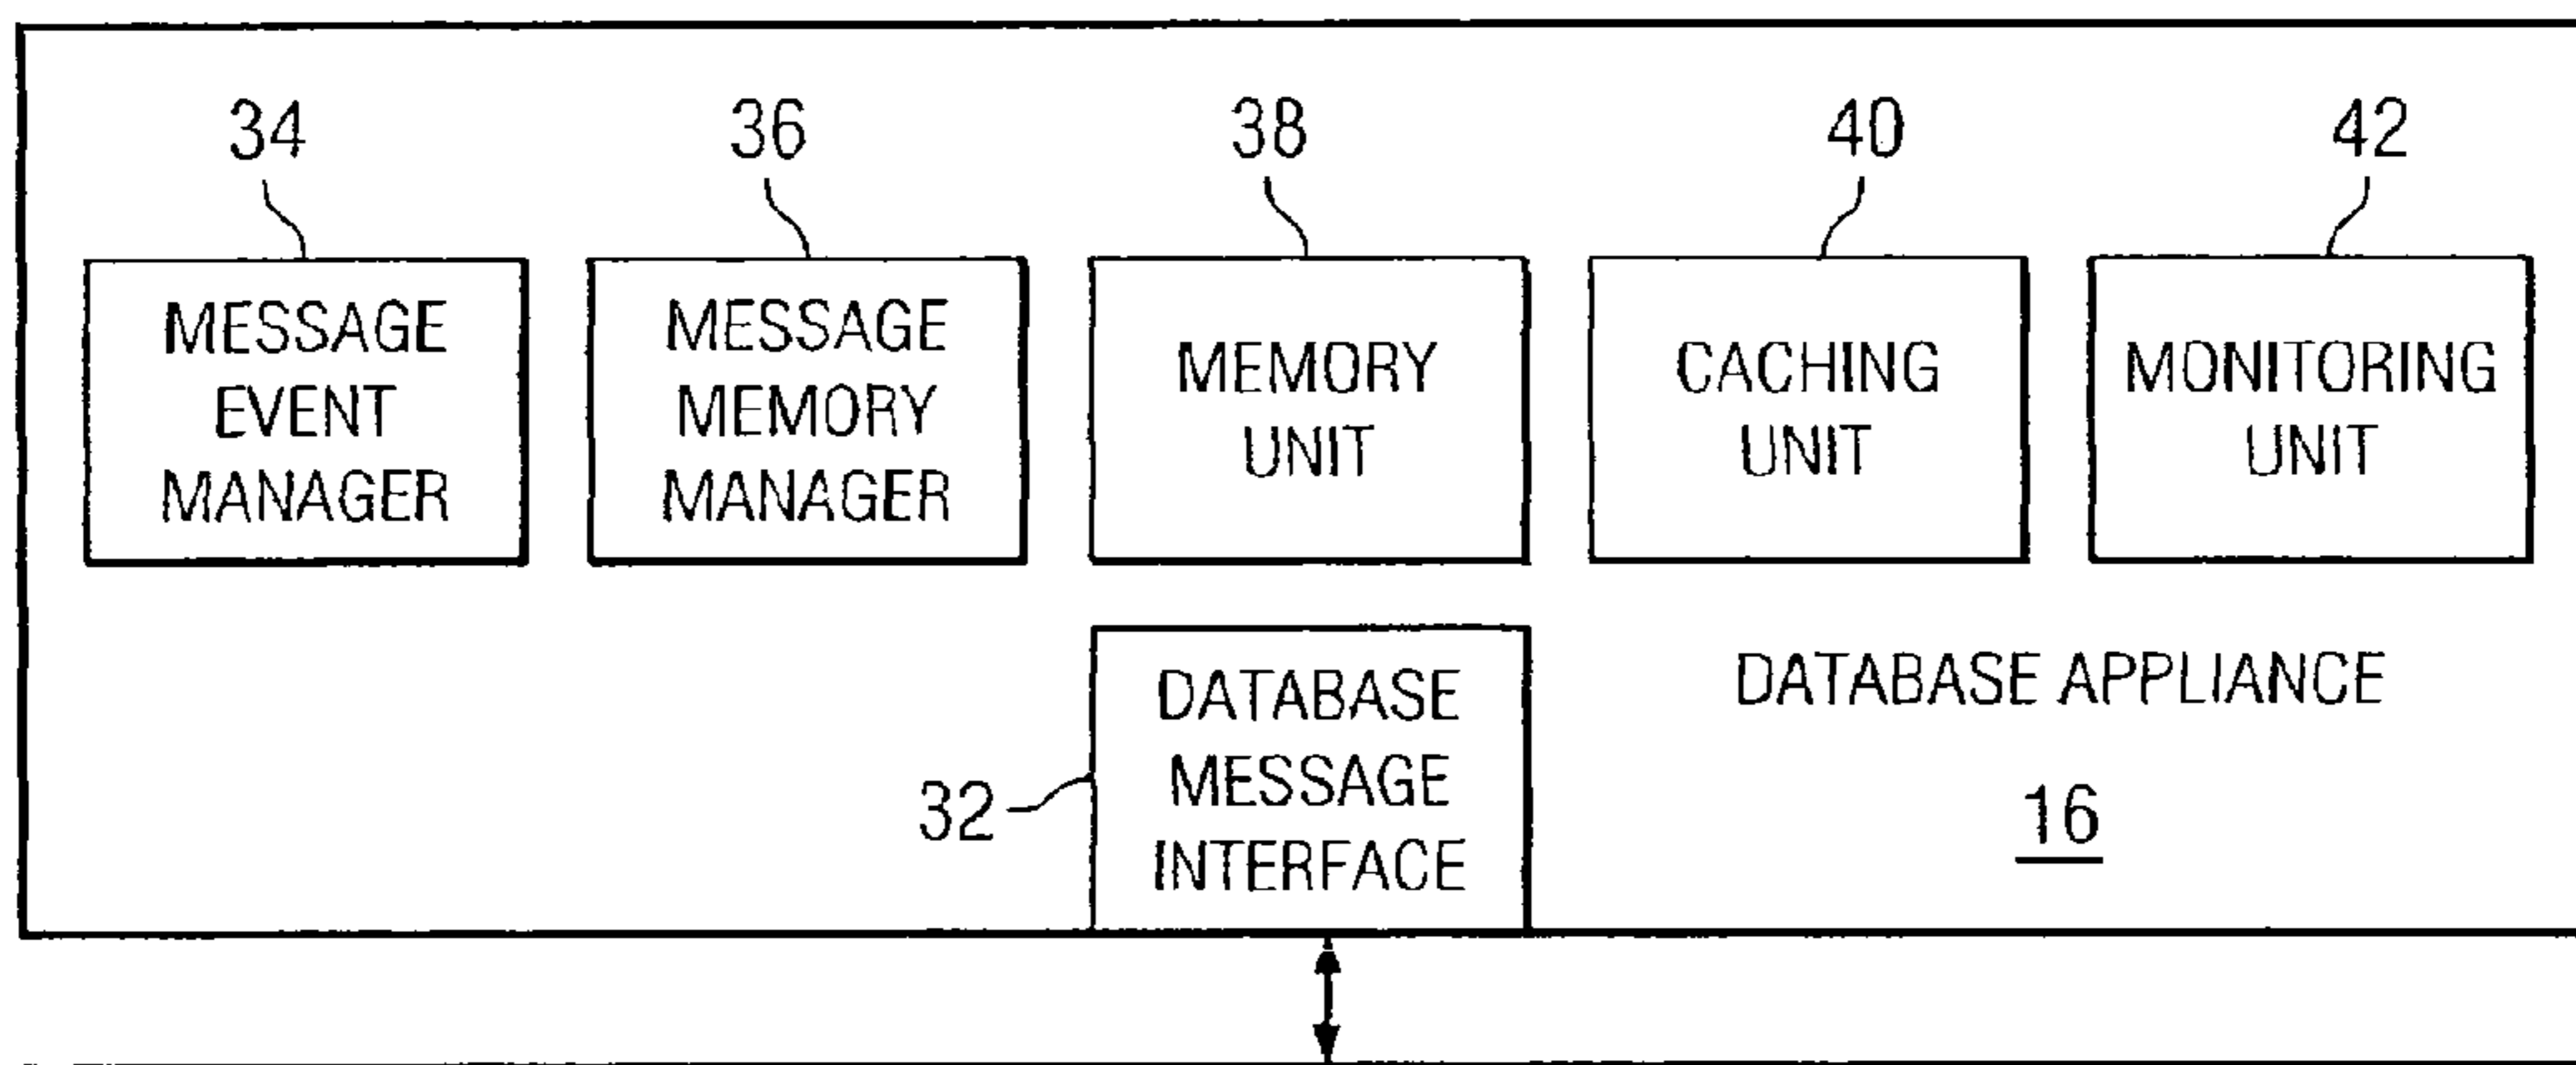 34 36 38 40 42
MESSAGE
EVENT
MANAGER
MESSAGE
MEMORY
MANAGER
MEMORY
UNIT
CACHING
UNIT
MONITORING
UNIT
DATABASE
MESSAGE
INTERFACE
32
DATABASE APPLIANCE
16